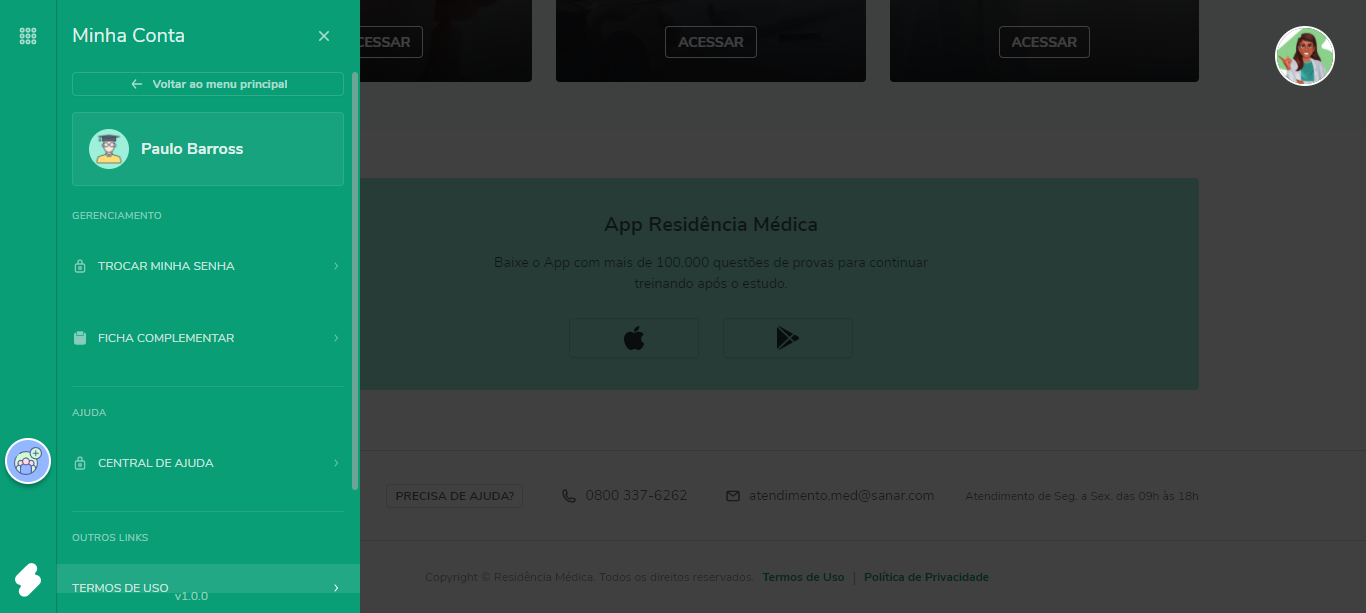 Minha Conta
Voltar ao menu principal
Paulo Barross
GERENCIAMENTO
TROCAR MINHA SENHA
FICHA COMPLEMENTAR
AJUDA
CENTRAL DE AJUDA
OUTROS LINKS
TERMOS DE USO
v1.0.0
CESSAR
ACESSAR
ACESSAR
App Residência Médica
Baixe o App com mais de 100.000 questões de provas para continuar
treinando após o estudo.
PRECISA DE AJUDA?
0800 337-6262
atendimento.med@sanar.com
Atendimento de Seg. a Sex. das 09h às 18h
Copyright © Residência Médica. Todos os direitos reservados. Termos de Uso | Política de Privacidade